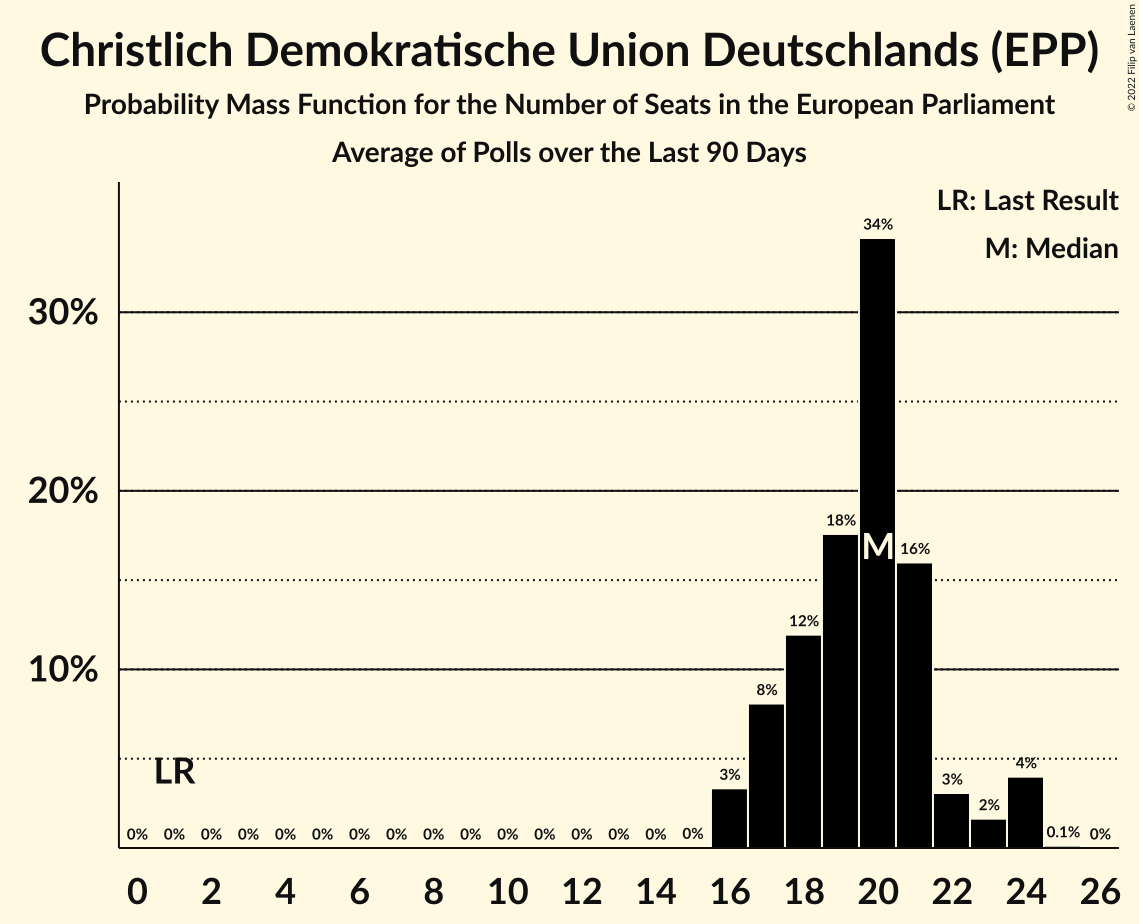 Christlich Demokratische Union Deutschlands (EPP)
Probability Mass Function for the Number of Seats in the European Parliament
Average of Polls over the Last 90 Days
© 2022 Filip van Laenen
LR: Last Result
M: Median
34%
30%
20%
18%
M
16%
12%
10%
8%
LR
3%
3%
2%
4%
0% 0% 0% 0% 0% 0% 0% 0% 0% 0% 0% 0% 0% 0% 0% 0% 0.1% 0%
0 2 4 6 8 10 12 14 16 18 20 22 24 26